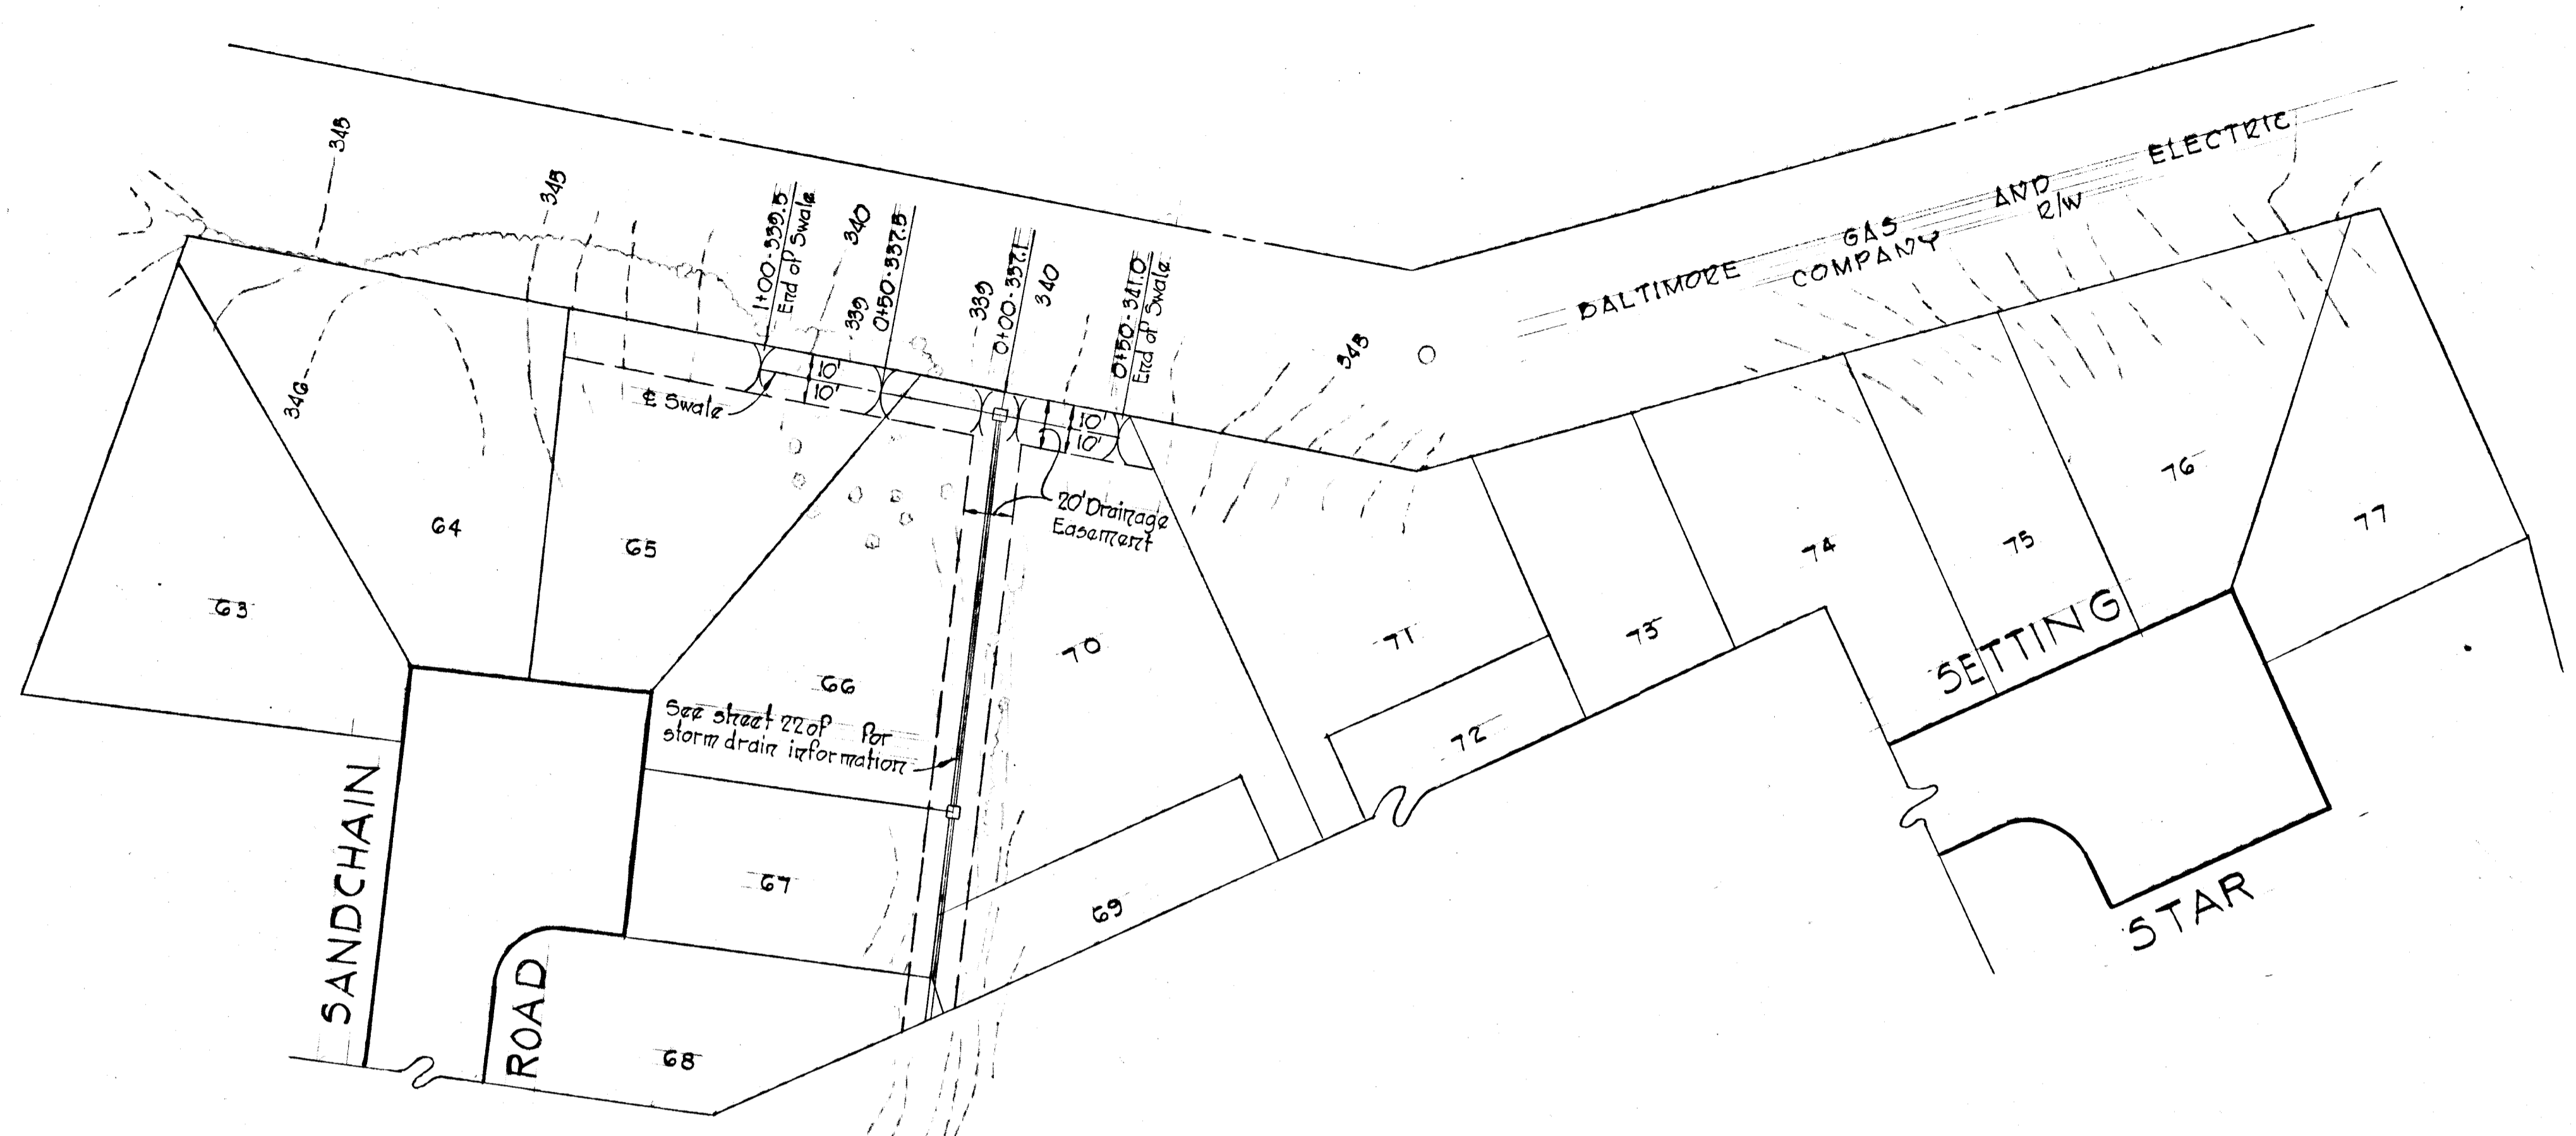 345
345
1+00-339.5
End of Swale
340
339
0+50-337.5
339
0+00-337.1
340
0+50-341.0
End of Swale
345
BALTIMORE GAS AND ELECTRIC
COMPANY R/W
346
10'
10'
₠ Swale
10'
10'
20' Drainage
Easement
63
64
65
66
See sheet 22 of for
storm drain information
67
68
69
70
71
72
73
74
75
76
77
SANDCHAIN
ROAD
SETTING
STAR